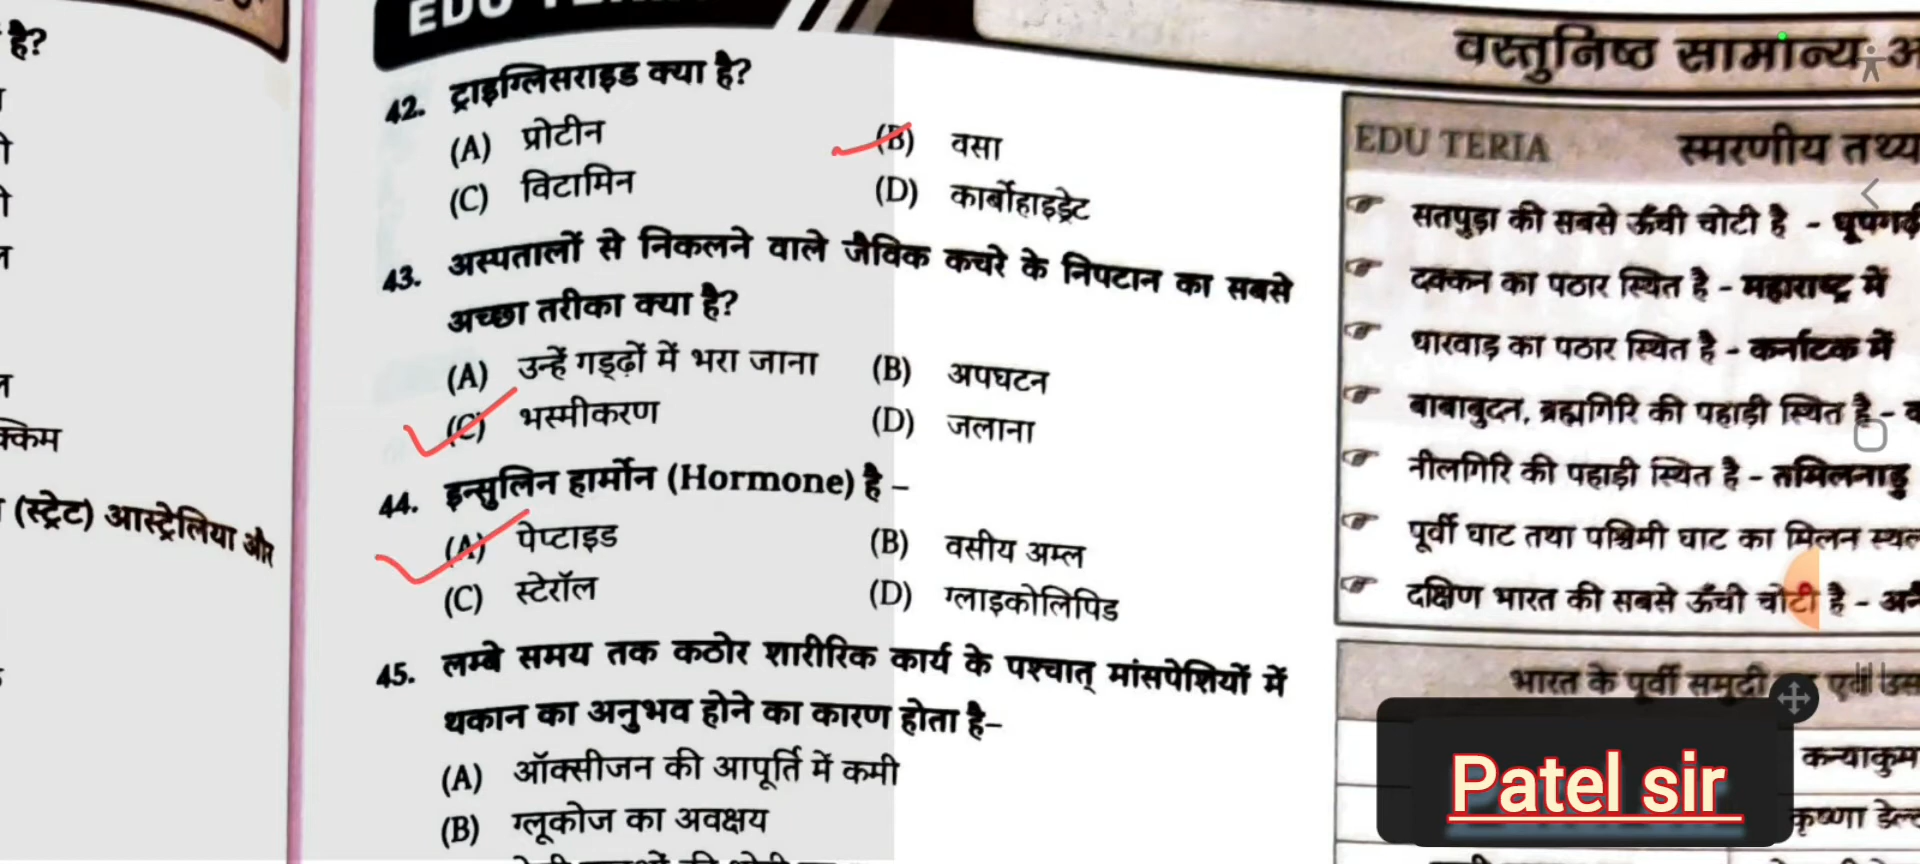 है?
क्किम
(स्ट्रेट) आस्ट्रेलिया और
42. ट्राइग्लिसराइड क्या है?
(A) प्रोटीन
(B) वसा
(C) विटामिन
(D) कार्बोहाइड्रेट
43. अस्पतालों से निकलने वाले जैविक कचरे के निपटान का सबसे
अच्छा तरीका क्या है?
(A) उन्हें गड्ढ़ों में भरा जाना
(B) अपघटन
(C) भस्मीकरण
(D) जलाना
44. इन्सुलिन हार्मोन (Hormone) है –
(A) पेप्टाइड
(B) वसीय अम्ल
(C) स्टेरॉल
(D) ग्लाइकोलिपिड
45. लम्बे समय तक कठोर शारीरिक कार्य के पश्चात् मांसपेशियों में
थकान का अनुभव होने का कारण होता है–
(A) ऑक्सीजन की आपूर्ति में कमी
(B) ग्लूकोज का अवक्षय
वस्तुनिष्ठ सामान्य
EDU TERIA स्मरणीय तथ्य
सतपुड़ा की सबसे ऊँची चोटी है - धूपगढ़
दक्कन का पठार स्थित है - महाराष्ट्र में
धारवाड़ का पठार स्थित है - कर्नाटक में
बाबाबुदन, ब्रह्मगिरि की पहाड़ी स्थित है -
नीलगिरि की पहाड़ी स्थित है - तमिलनाडु
पूर्वी घाट तथा पश्चिमी घाट का मिलन स्थल
दक्षिण भारत की सबसे ऊँची चोटी है -
भारत के पूर्वी समुद्री
कृष्णा
Patel sir